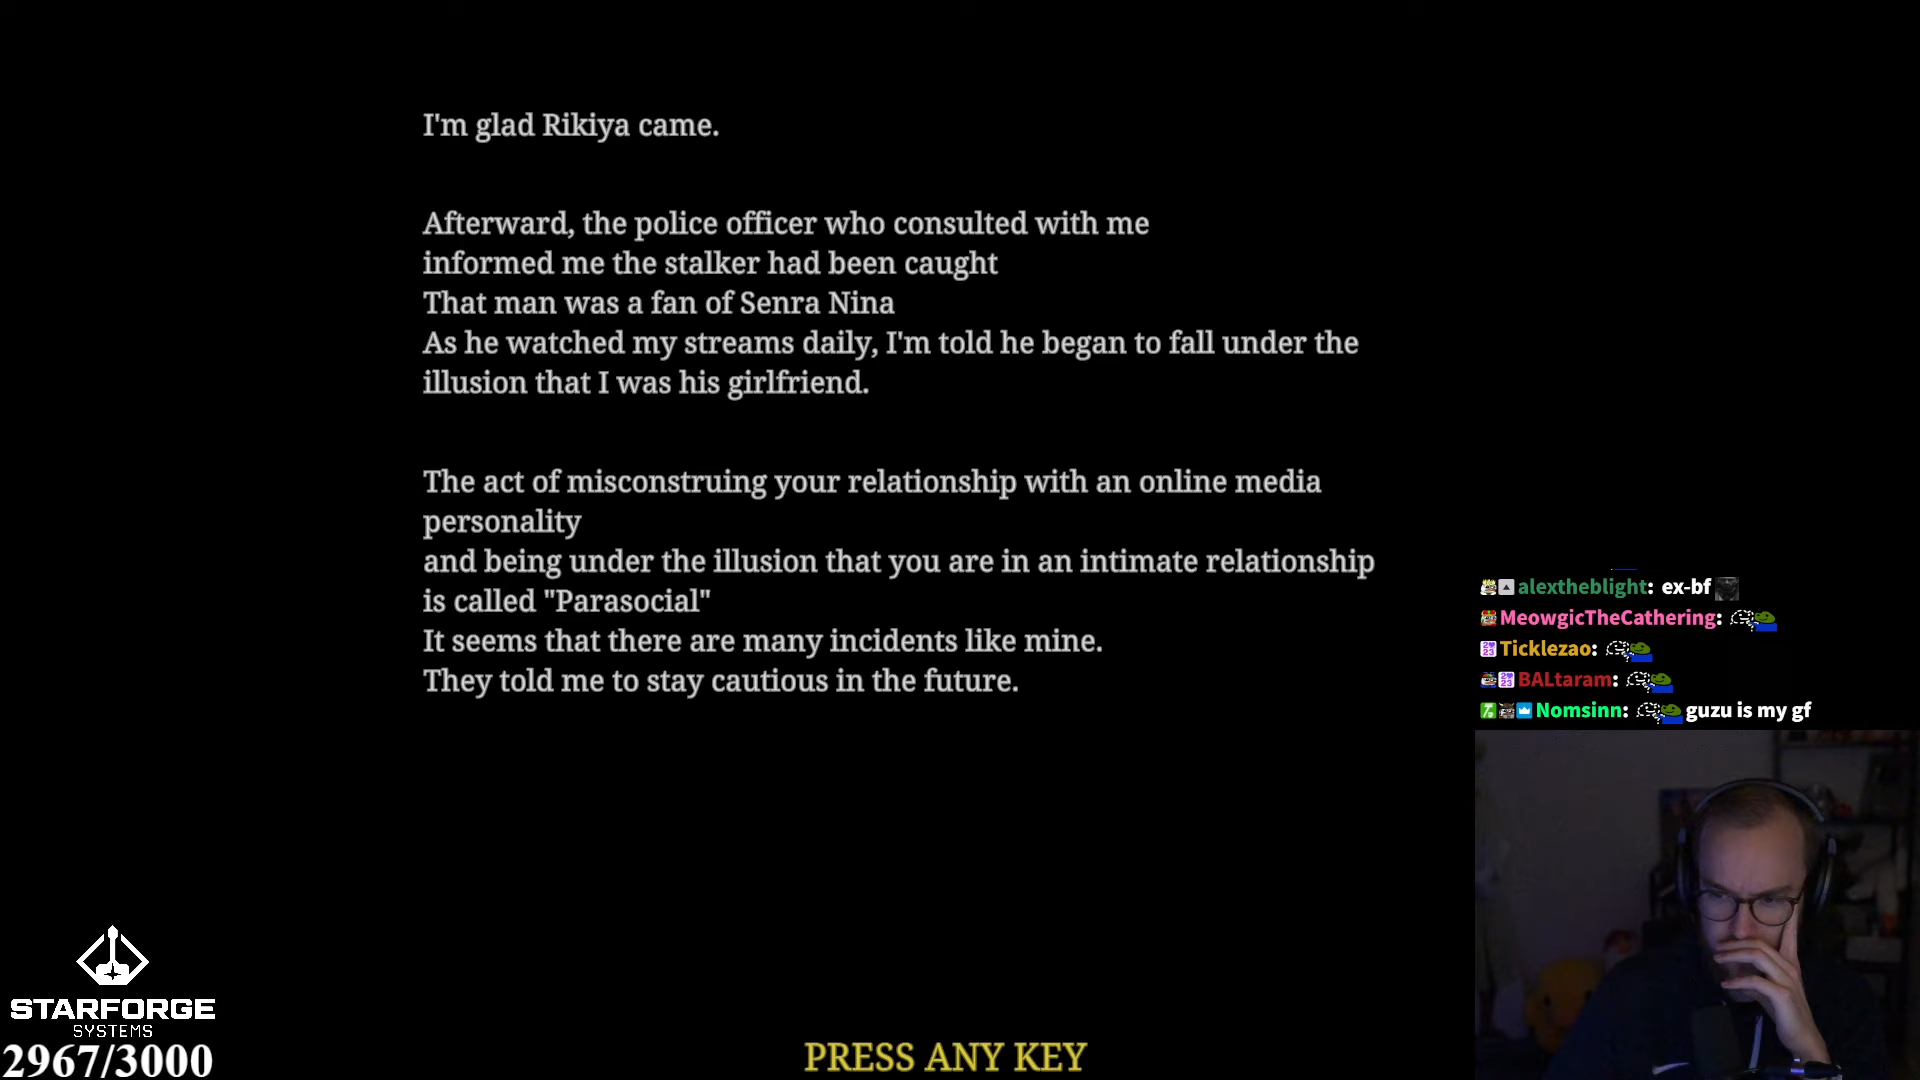 I'm glad Rikiya came.
Afterward, the police officer who consulted with me
informed me the stalker had been caught
That man was a fan of Senra Nina
As he watched my streams daily, I'm told he began to fall under the
illusion that I was his girlfriend.
The act of misconstruing your relationship with an online media
personality
and being under the illusion that you are in an intimate relationship
is called "Parasocial"
It seems that there are many incidents like mine.
They told me to stay cautious in the future.
alextheblight: ex-bf
MeowgicTheCathering:
Ticklezao:
BALtaram:
Nomsinn: guzu is my gf
STARFORGE
SYSTEMS
2967/3000
PRESS ANY KEY